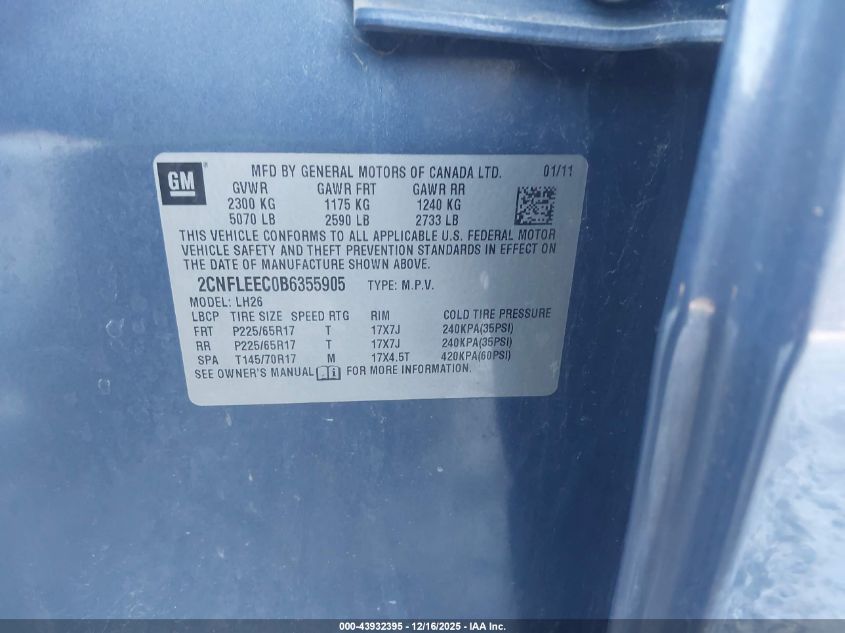 GM
MFD BY GENERAL MOTORS OF CANADA LTD. 01/11
GVWR GAWR FRT GAWR RR
2300 KG 1175 KG 1240 KG
5070 LB 2590 LB 2733 LB
THIS VEHICLE CONFORMS TO ALL APPLICABLE U.S. FEDERAL MOTOR
VEHICLE SAFETY AND THEFT PREVENTION STANDARDS IN EFFECT ON
THE DATE OF MANUFACTURE SHOWN ABOVE.
2CNFLEEC0B6355905 TYPE: M.P.V.
MODEL: LH26
LBCP TIRE SIZE SPEED RTG RIM COLD TIRE PRESSURE
FRT P225/65R17 T 17X7J 240KPA(35PSI)
RR P225/65R17 T 17X7J 240KPA(35PSI)
SPA T145/70R17 M 17X4.5T 420KPA(60PSI)
SEE OWNER'S MANUAL FOR MORE INFORMATION.
000-43932395 - 12/16/2025 - IAA Inc.